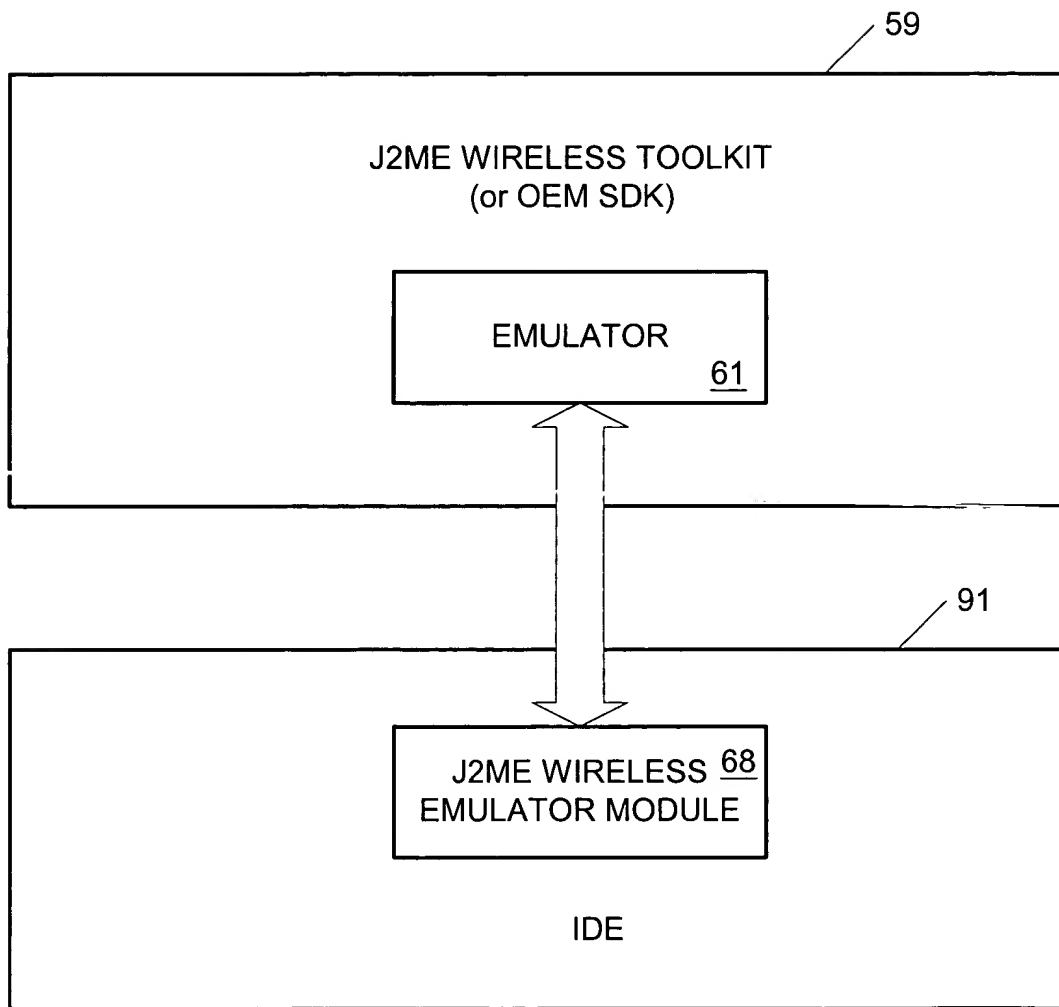 59
J2ME WIRELESS TOOLKIT
(or OEM SDK)
EMULATOR
61
91
J2ME WIRELESS 68
EMULATOR MODULE
IDE